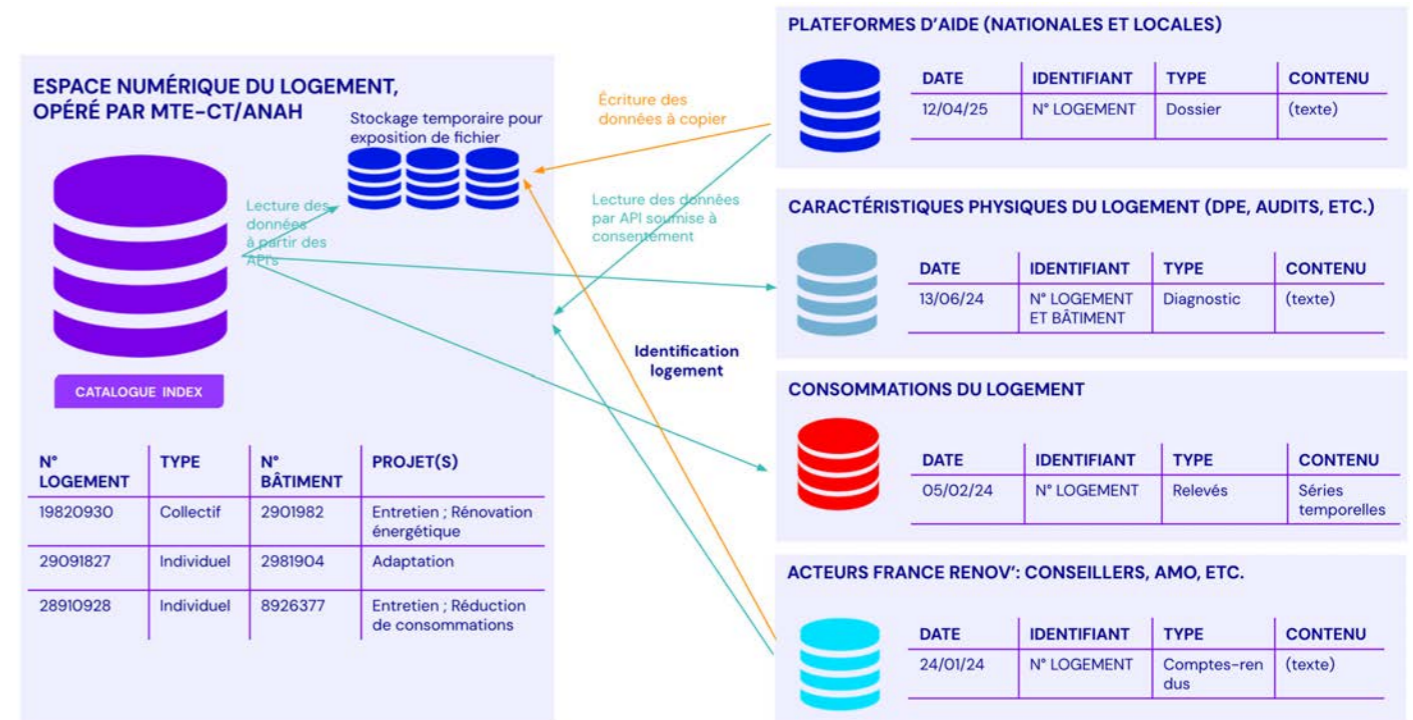 ESPACE NUMÉRIQUE DU LOGEMENT,
OPÉRÉ PAR MTE-CT/ANAH
Stockage temporaire pour
exposition de fichier
Lecture des
données
à partir des
API's
CATALOGUE INDEX
N°
LOGEMENT
TYPE
N°
BÂTIMENT
PROJET(S)
19820930
Collectif
2901982
Entretien ; Rénovation
énergétique
29091827
Individuel
2981904
Adaptation
28910928
Individuel
8926377
Entretien ; Réduction
de consommations
Écriture des
données à copier
Lecture des données
par API soumise à
consentement
Identification
logement
PLATEFORMES D'AIDE (NATIONALES ET LOCALES)
DATE
IDENTIFIANT
TYPE
CONTENU
12/04/25
N° LOGEMENT
Dossier
(texte)
CARACTÉRISTIQUES PHYSIQUES DU LOGEMENT (DPE, AUDITS, ETC.)
DATE
IDENTIFIANT
TYPE
CONTENU
13/06/24
N° LOGEMENT
ET BÂTIMENT
Diagnostic
(texte)
CONSOMMATIONS DU LOGEMENT
DATE
IDENTIFIANT
TYPE
CONTENU
05/02/24
N° LOGEMENT
Relevés
Séries
temporelles
ACTEURS FRANCE RENOV': CONSEILLERS, AMO, ETC.
DATE
IDENTIFIANT
TYPE
CONTENU
24/01/24
N° LOGEMENT
Comptes-ren
dus
(texte)